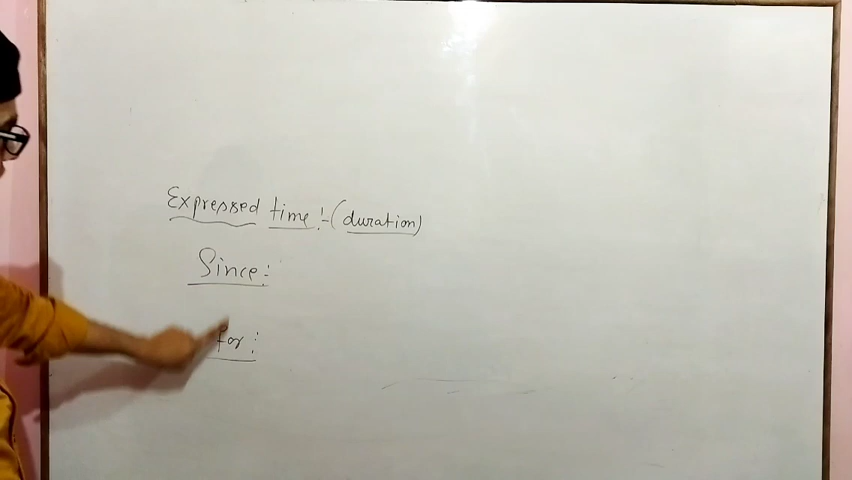 Expressed time :- (duration)
Since :
for :